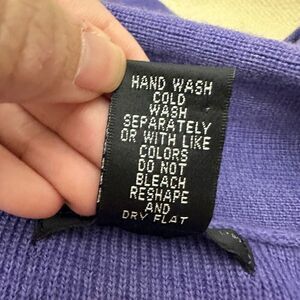 HAND WASH
COLD
WASH
SEPARATELY
OR WITH LIKE
COLORS
DO NOT
BLEACH
RESHAPE
AND
DRY FLAT